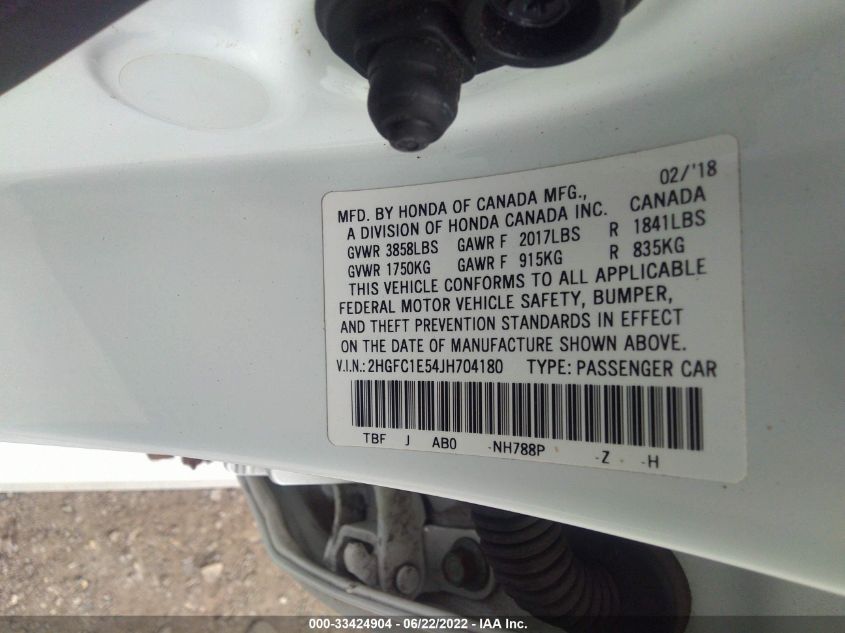 02/'18
MFD. BY HONDA OF CANADA MFG.,
A DIVISION OF HONDA CANADA INC. CANADA
GVWR 3858LBS GAWR F 2017LBS R 1841LBS
GVWR 1750KG GAWR F 915KG R 835KG
THIS VEHICLE CONFORMS TO ALL APPLICABLE
FEDERAL MOTOR VEHICLE SAFETY, BUMPER,
AND THEFT PREVENTION STANDARDS IN EFFECT
ON THE DATE OF MANUFACTURE SHOWN ABOVE.
V.I.N.: 2HGFC1E54JH704180 TYPE: PASSENGER CAR
TBF J AB0 -NH788P -Z - -H
000-33424904 - 06/22/2022 - IAA Inc.